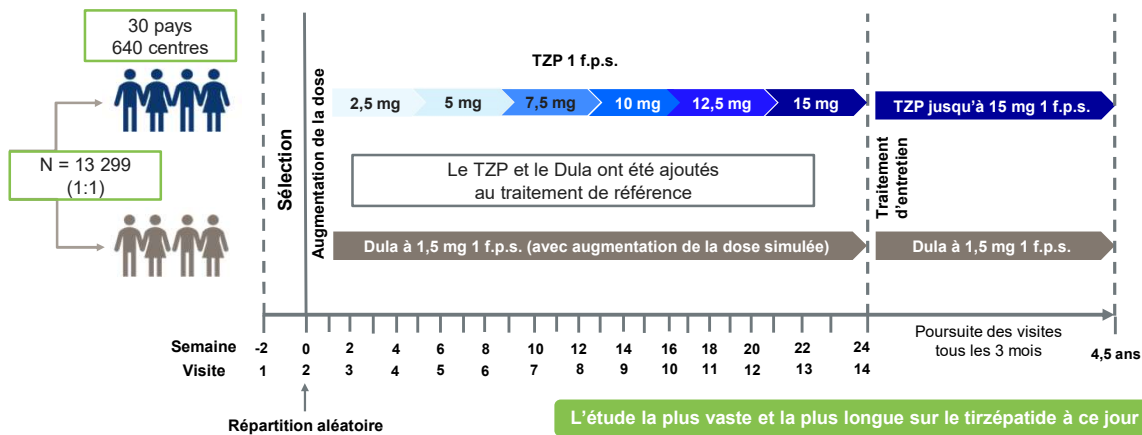 30 pays
640 centres
N = 13 299
(1:1)
Sélection
Augmentation de la dose
TZP 1 f.p.s.
2,5 mg
5 mg
7,5 mg
10 mg
12,5 mg
15 mg
TZP jusqu'à 15 mg 1 f.p.s.
Le TZP et le Dula ont été ajoutés
au traitement de référence
Traitement
d'entretien
Dula à 1,5 mg 1 f.p.s. (avec augmentation de la dose simulée)
Dula à 1,5 mg 1 f.p.s.
Semaine -2 0 2 4 6 8 10 12 14 16 18 20 22 24
Visite 1 2 3 4 5 6 7 8 9 10 11 12 13 14
Poursuite des visites
tous les 3 mois
4,5 ans
Répartition aléatoire
L'étude la plus vaste et la plus longue sur le tirzépatide à ce jour